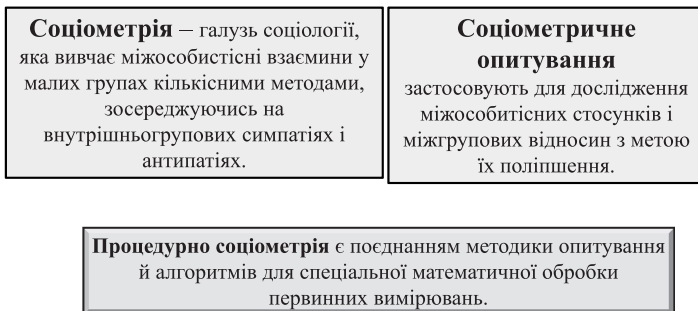 Соціометрія – галузь соціології,
яка вивчає міжособистісні взаємини у
малих групах кількісними методами,
зосереджуючись на
внутрішньогрупових симпатіях і
антипатіях.
Соціометричне
опитування
застосовують для дослідження
міжособитісних стосунків і
міжгрупових відносин з метою
їх поліпшення.
Процедурно соціометрія є поєднанням методики опитування
й алгоритмів для спеціальної математичної обробки
первинних вимірювань.